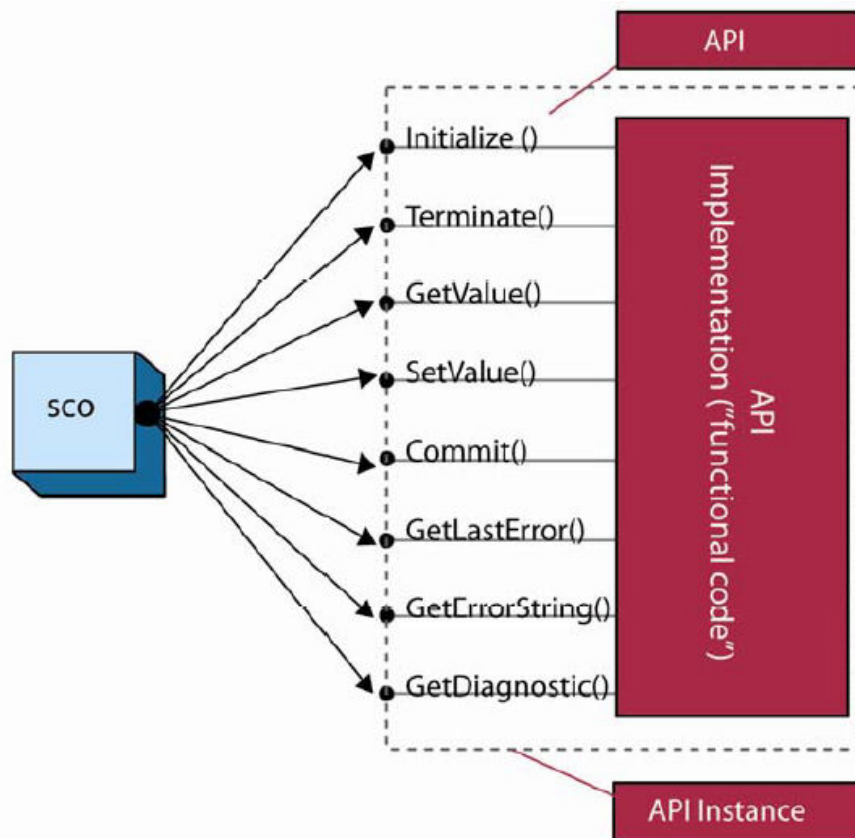 API
Initialize ()
Terminate()
GetValue()
SCO
SetValue()
Commit()
GetLastError()
GetErrorString()
GetDiagnostic()
API
Implementation ("functional code")
API Instance